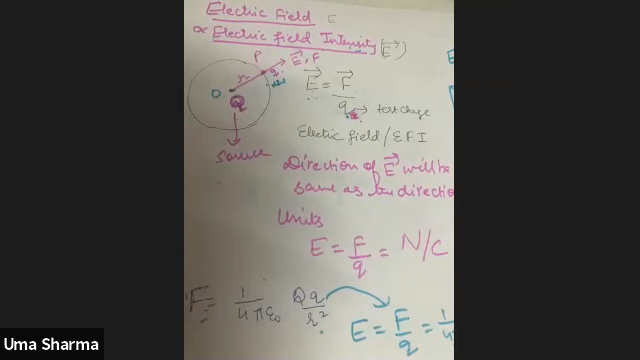 Electric Field E
or Electric field Intensity (E⃗)
P E⃗, F
r q
O
Q
source
E⃗ = F⃗/q → test charge
Electric field / E F I
Direction of E⃗ will be
same as the direction
Units
E = F/q = N/C
F = 1/4πε₀ Qq/r²
E = F/q = 1/4
Uma Sharma